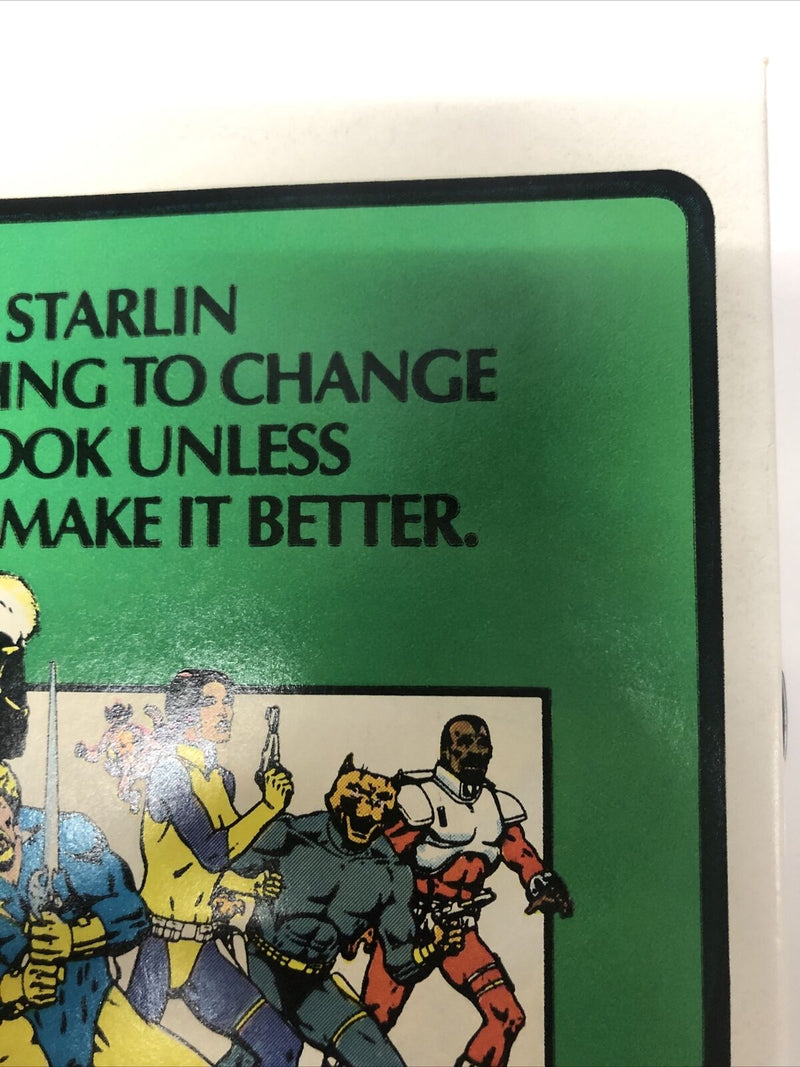 STARLIN
ING TO CHANGE
OOK UNLESS
MAKE IT BETTER.